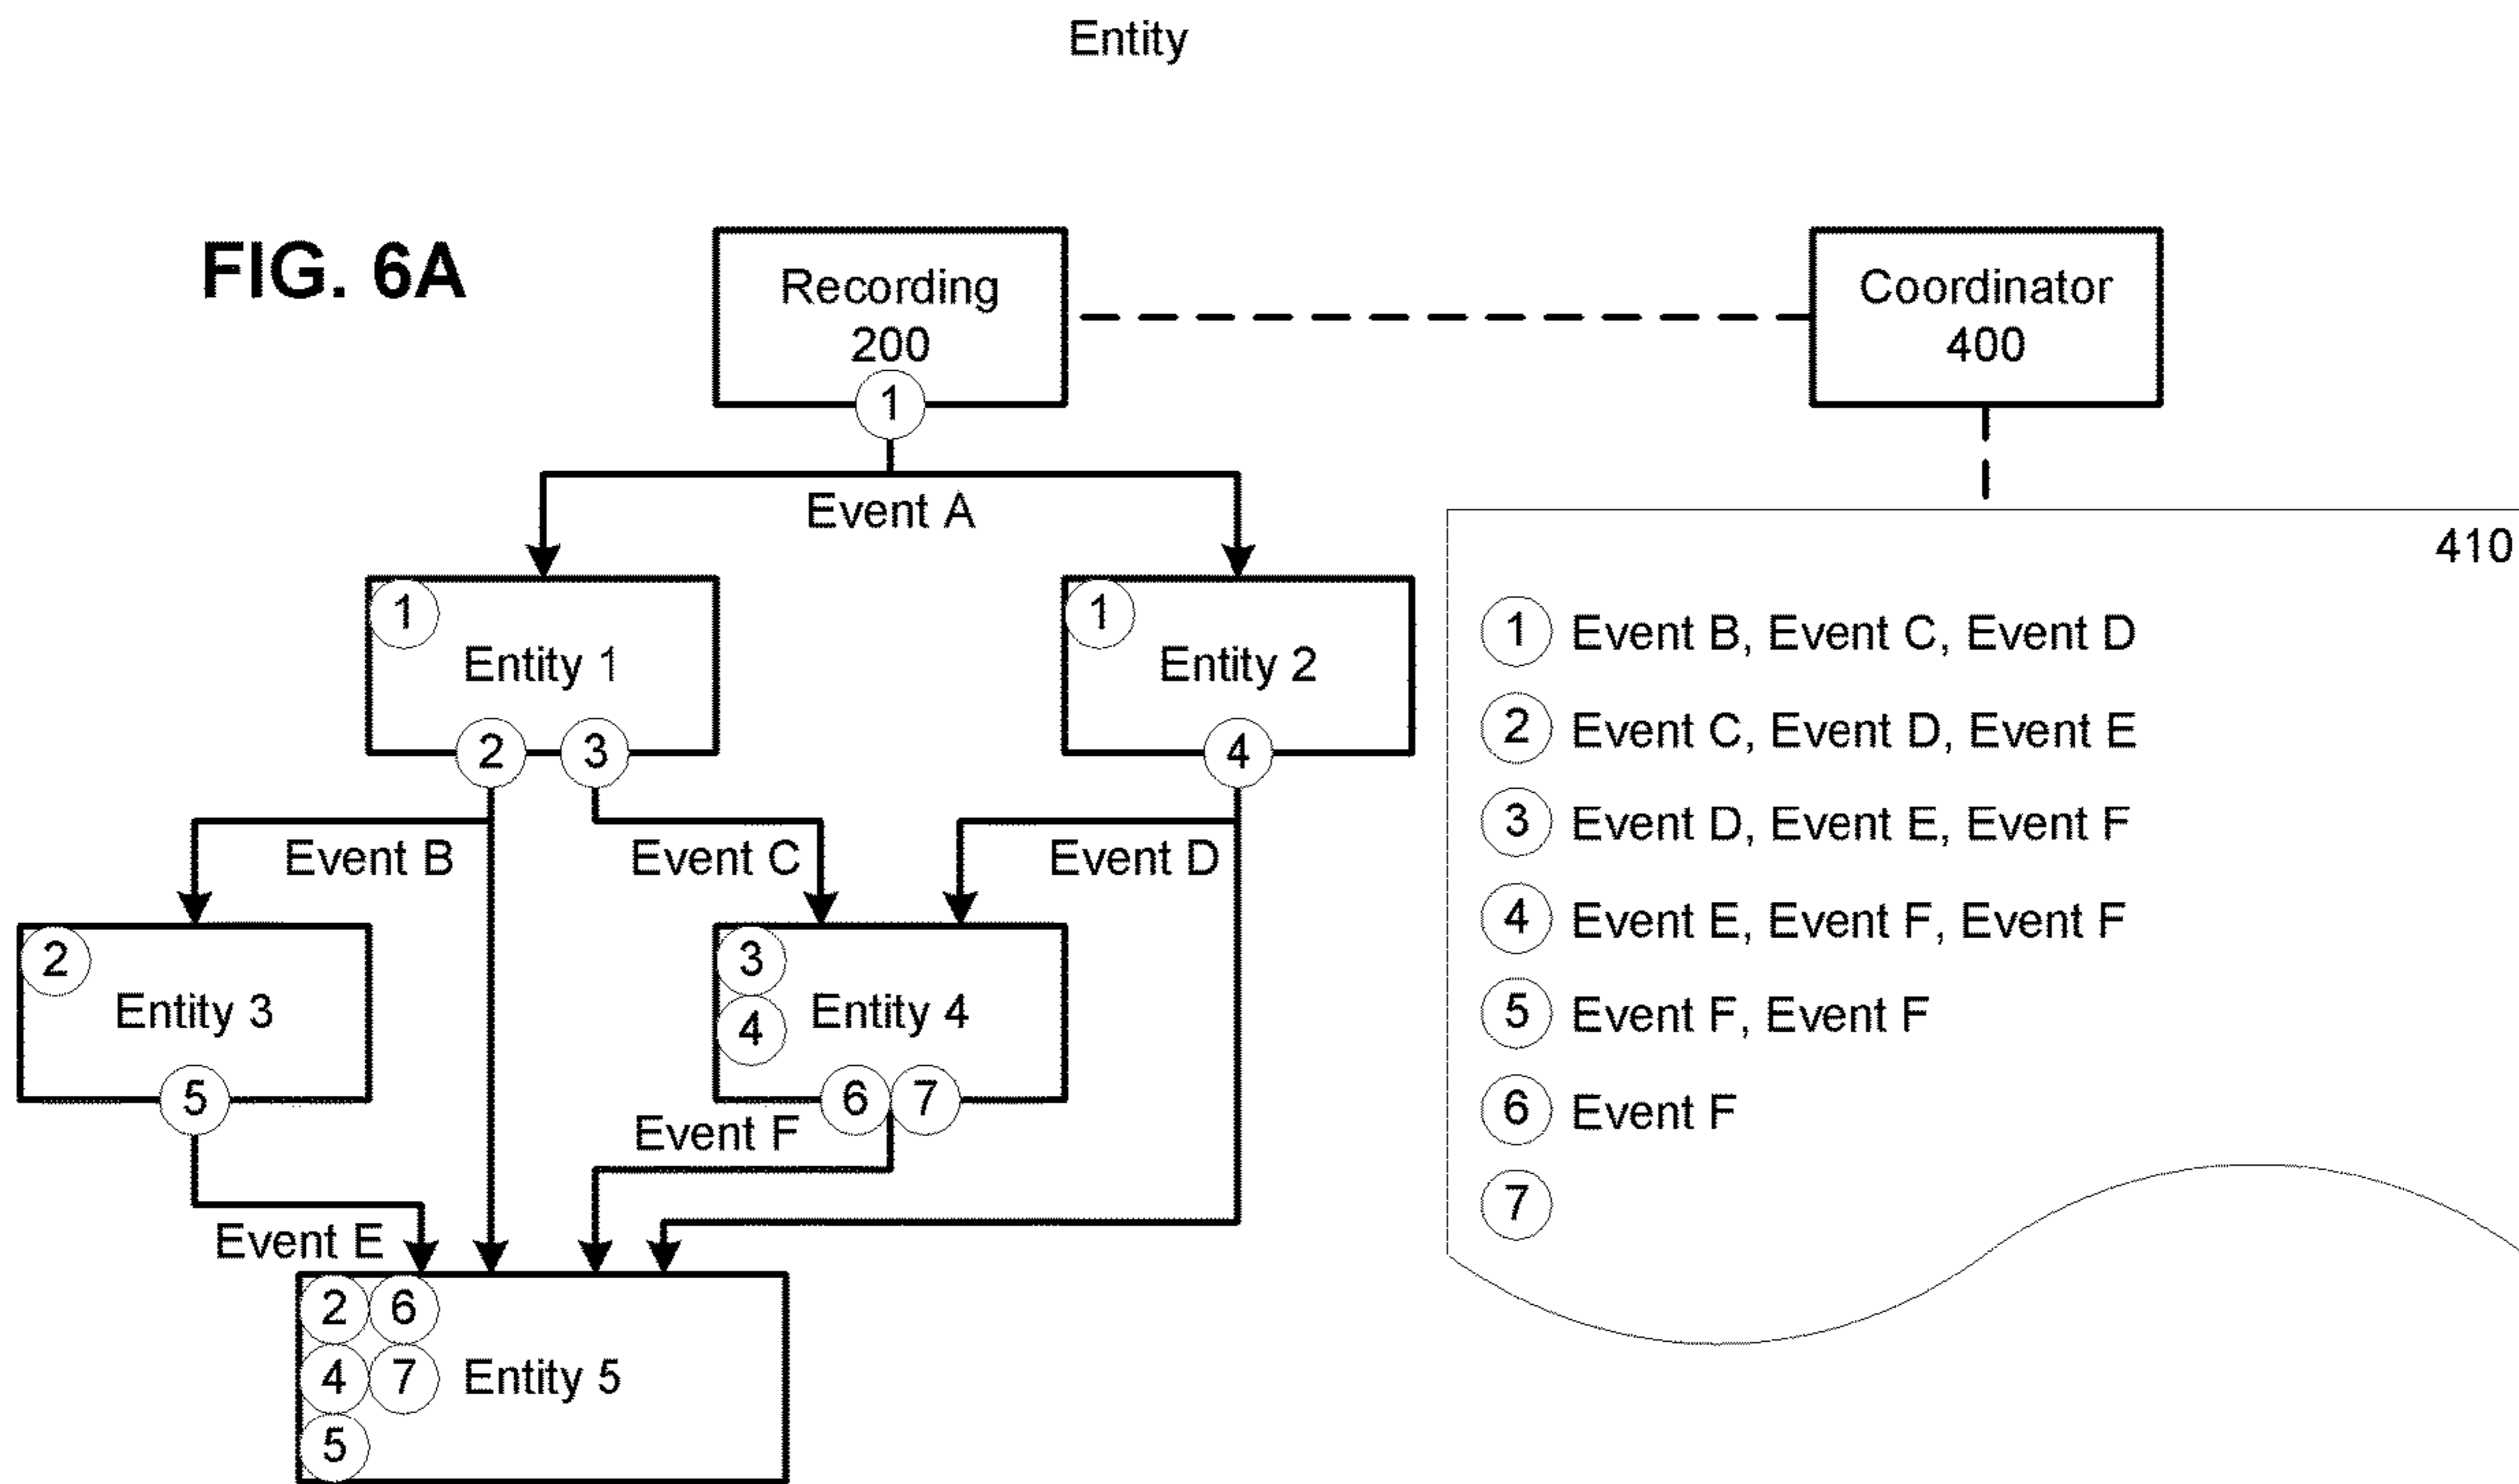 Entity
FIG. 6A
Recording
200
1
Coordinator
400
Event A
1
Entity 1
2
3
1
Entity 2
4
Event B
Event C
Event D
2
Entity 3
5
3
4
Entity 4
6
7
Event F
Event E
2
6
4
7
Entity 5
5
410
1 Event B, Event C, Event D
2 Event C, Event D, Event E
3 Event D, Event E, Event F
4 Event E, Event F, Event F
5 Event F, Event F
6 Event F
7